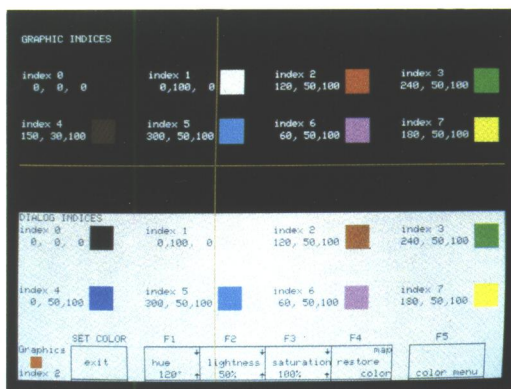 GRAPHIC INDICES
index 0 index 1 index 2 index 3
0, 0, 0 0,100, 0 120, 50,100 240, 50,100
index 4 index 5 index 6 index 7
150, 30,100 300, 50,100 60, 50,100 180, 50,100
DIALOG INDICES
index 0 index 1 index 2 index 3
0, 0, 0 0,100, 0 120, 50,100 240, 50,100
index 4 index 5 index 6 index 7
0, 50,100 300, 50,100 60, 50,100 180, 50,100
SET COLOR F1 F2 F3 F4 F5
Graphics map
exit hue lightness saturation restore
index 2 120° 50% 100% color color menu